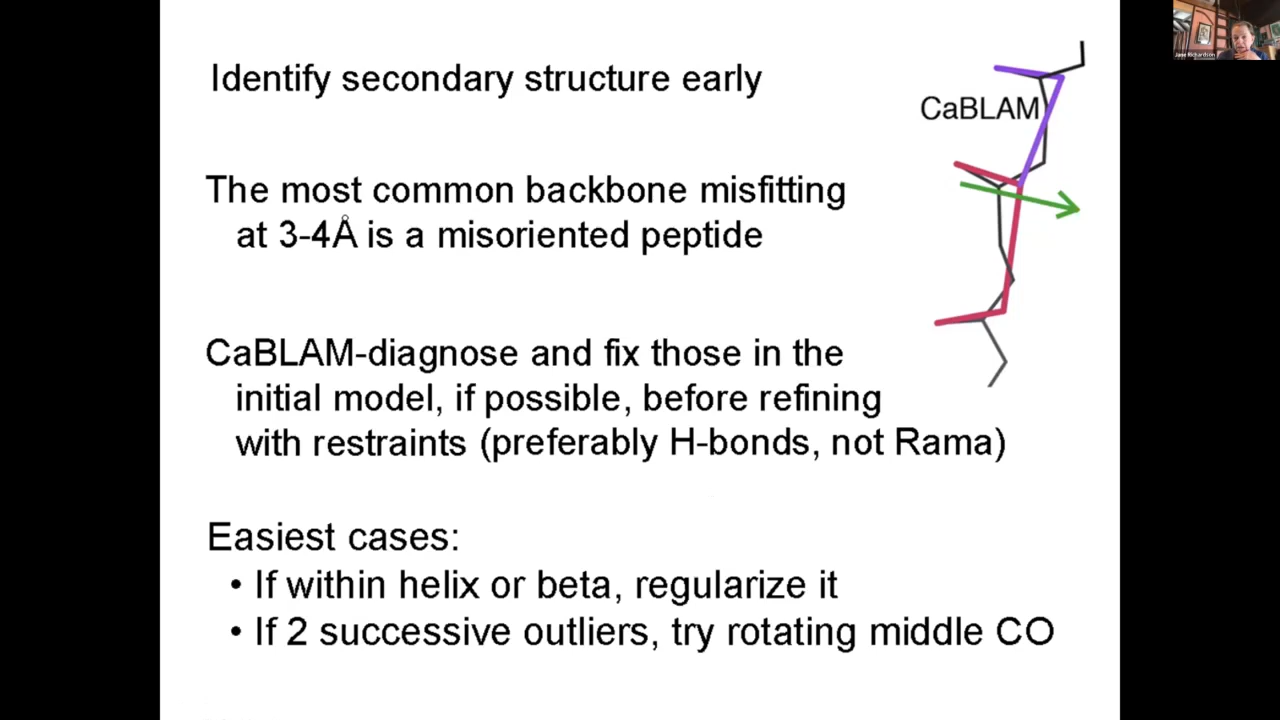 Identify secondary structure early
CaBLAM
The most common backbone misfitting
at 3-4Å is a misoriented peptide
CaBLAM-diagnose and fix those in the
initial model, if possible, before refining
with restraints (preferably H-bonds, not Rama)
Easiest cases:
• If within helix or beta, regularize it
• If 2 successive outliers, try rotating middle CO
Jane Richardson